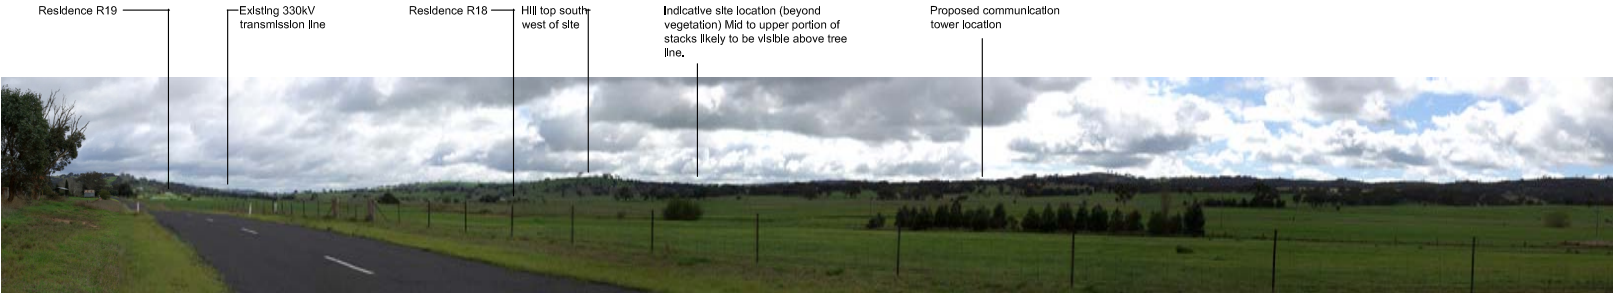 Residence R19
Existing 330kV
transmission line
Residence R18
Hill top south
west of site
Indicative site location (beyond
vegetation) Mid to upper portion of
stacks likely to be visible above tree
line.
Proposed communication
tower location